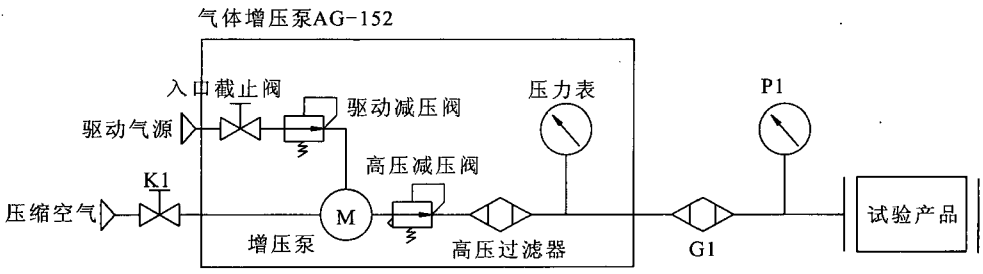 气体增压泵AG-152
入口截止阀
驱动减压阀
压力表
P1
驱动气源
高压减压阀
K1
压缩空气
M
试验产品
增压泵
高压过滤器
G1